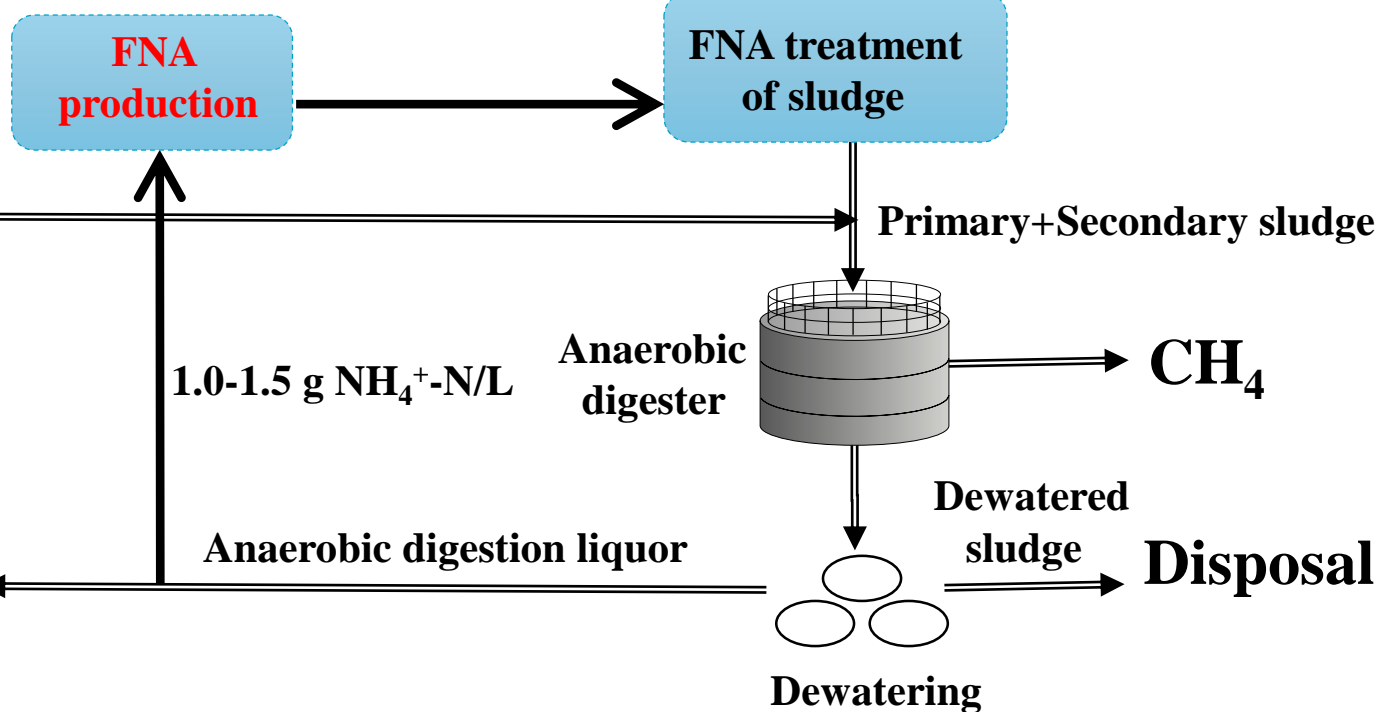 FNA
production
FNA treatment
of sludge
Primary+Secondary sludge
Anaerobic
digester
CH₄
1.0-1.5 g NH₄⁺-N/L
Dewatered
sludge
Anaerobic digestion liquor
Disposal
Dewatering